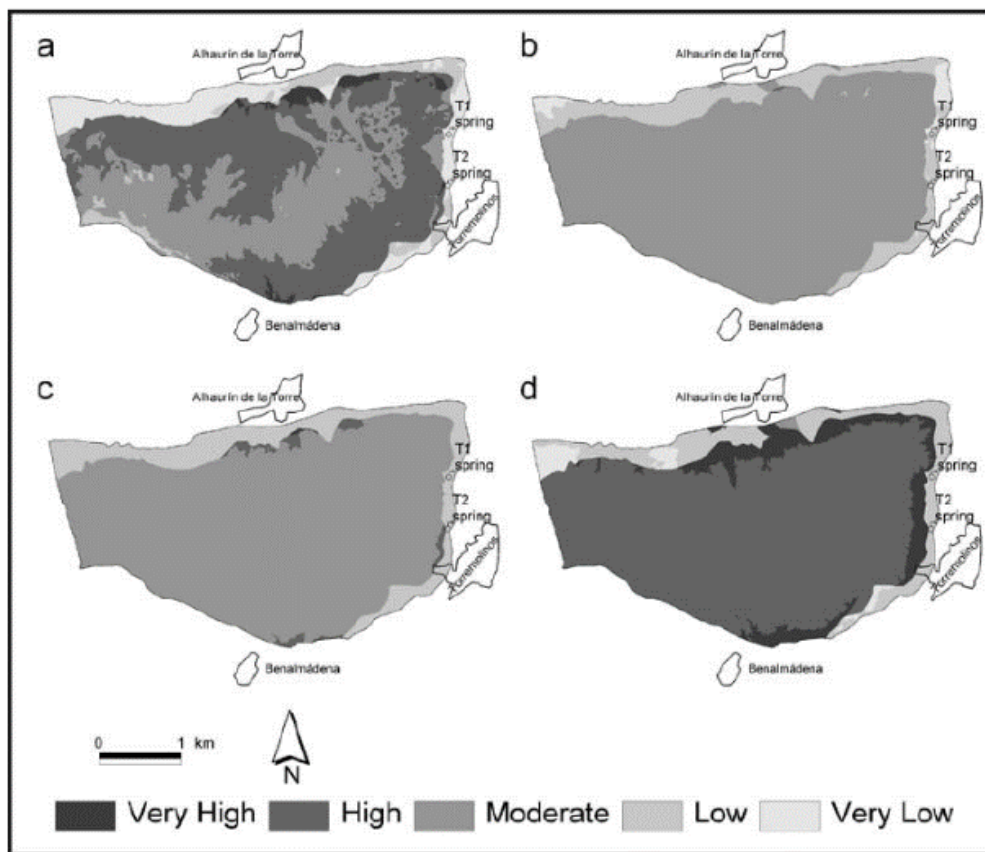 a
Alhaurín de la Torre
T1
spring
T2
spring
Torremolinos
Benalmádena
b
Alhaurín de la Torre
T1
spring
T2
spring
Torremolinos
Benalmádena
c
Alhaurín de la Torre
T1
spring
T2
spring
Torremolinos
Benalmádena
d
Alhaurín de la Torre
T1
spring
T2
spring
Torremolinos
Benalmádena
0 1 km
N
Very High High Moderate Low Very Low